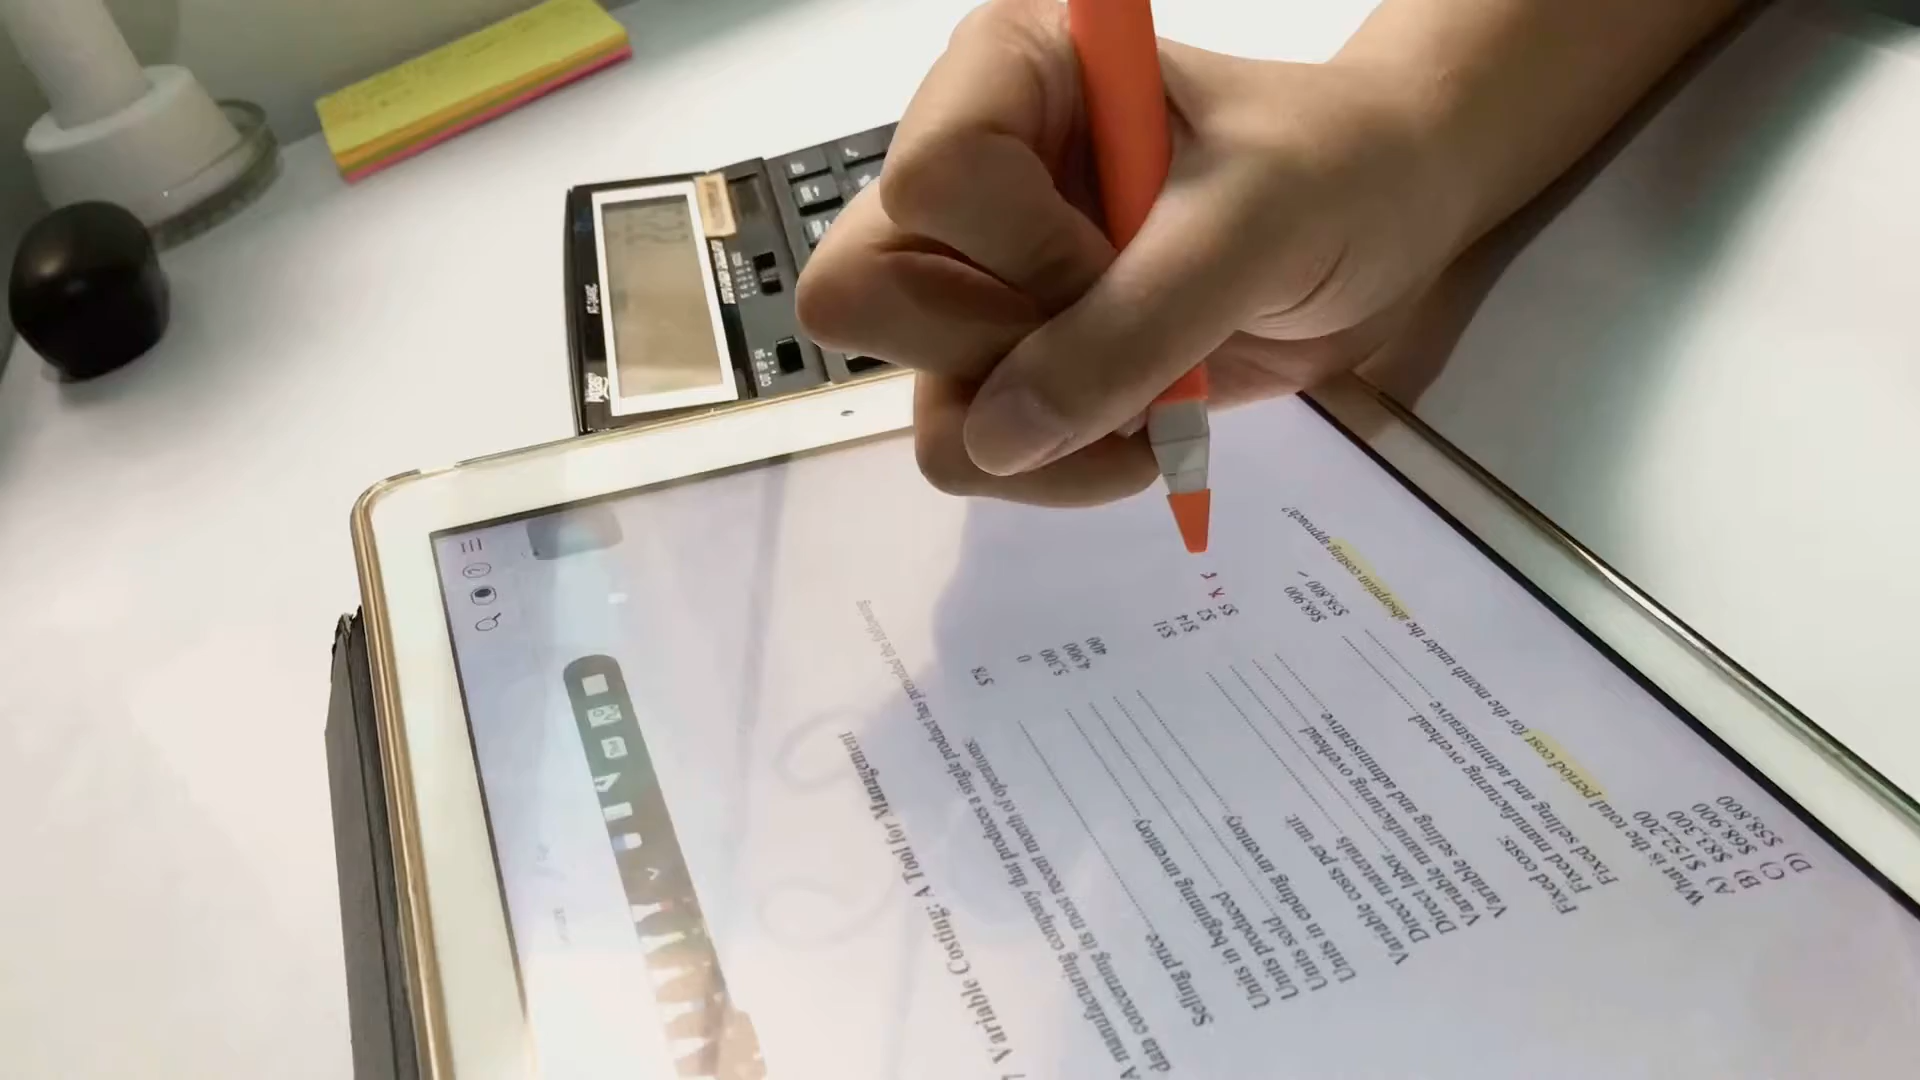 7 Variable Costing: A Tool for Management
A manufacturing company that produces a single product has provided the following
data concerning its most recent month of operations:
Selling price $78
Units in beginning inventory 0
Units produced 5,300
Units sold 4,900
Units in ending inventory 400
Variable costs per unit:
Direct materials $31
Direct labor $14
Variable manufacturing overhead $2
Variable selling and administrative $5
Fixed costs:
Fixed manufacturing overhead $68,900
Fixed selling and administrative $58,800
What is the total period cost for the month under the absorption costing approach?
A) $152,200
B) $83,300
C) $68,900
D) $58,800